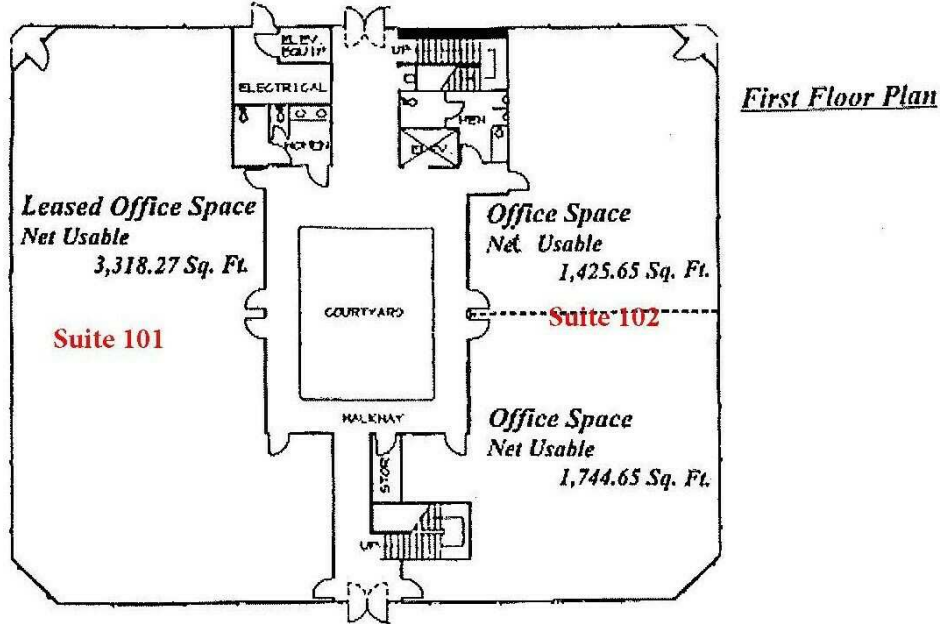 First Floor Plan
ELEV.
EQUIP
UP
ELECTRICAL
MEN
WOMEN
ELEV.
Leased Office Space
Net Usable
3,318.27 Sq. Ft.
Office Space
Net Usable
1,425.65 Sq. Ft.
COURTYARD
Suite 101
Suite 102
WALKWAY
Office Space
Net Usable
1,744.65 Sq. Ft.
STOR
UP